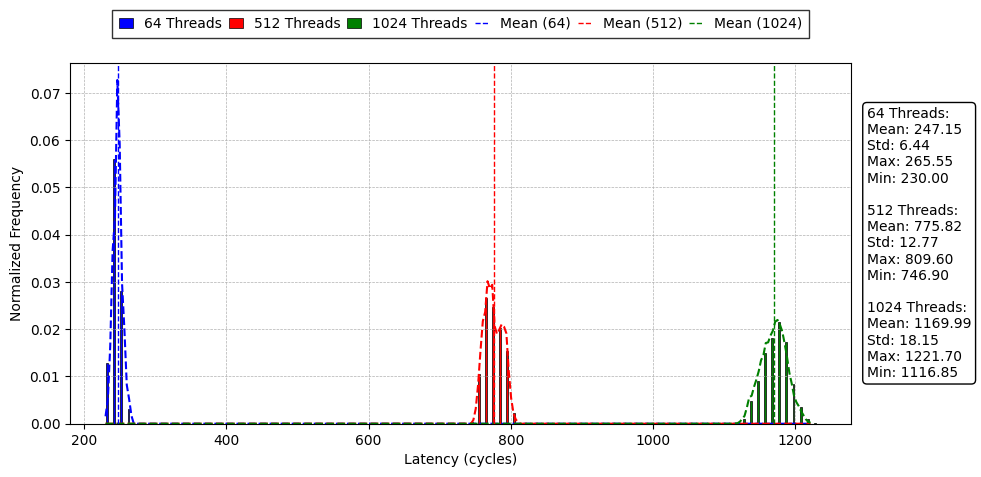 64 Threads 512 Threads 1024 Threads Mean (64) Mean (512) Mean (1024)
0.07
0.06
0.05
0.04
0.03
0.02
0.01
0.00
Normalized Frequency
200 400 600 800 1000 1200
Latency (cycles)
64 Threads:
Mean: 247.15
Std: 6.44
Max: 265.55
Min: 230.00
512 Threads:
Mean: 775.82
Std: 12.77
Max: 809.60
Min: 746.90
1024 Threads:
Mean: 1169.99
Std: 18.15
Max: 1221.70
Min: 1116.85